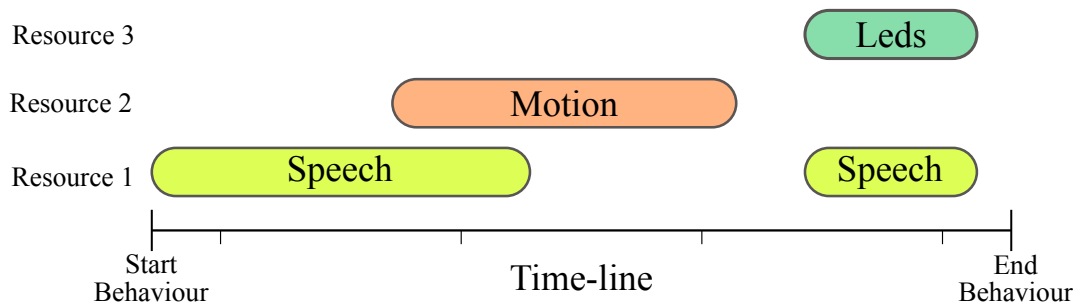 Resource 3
Leds
Resource 2
Motion
Resource 1
Speech
Speech
Start
Behaviour
Time-line
End
Behaviour